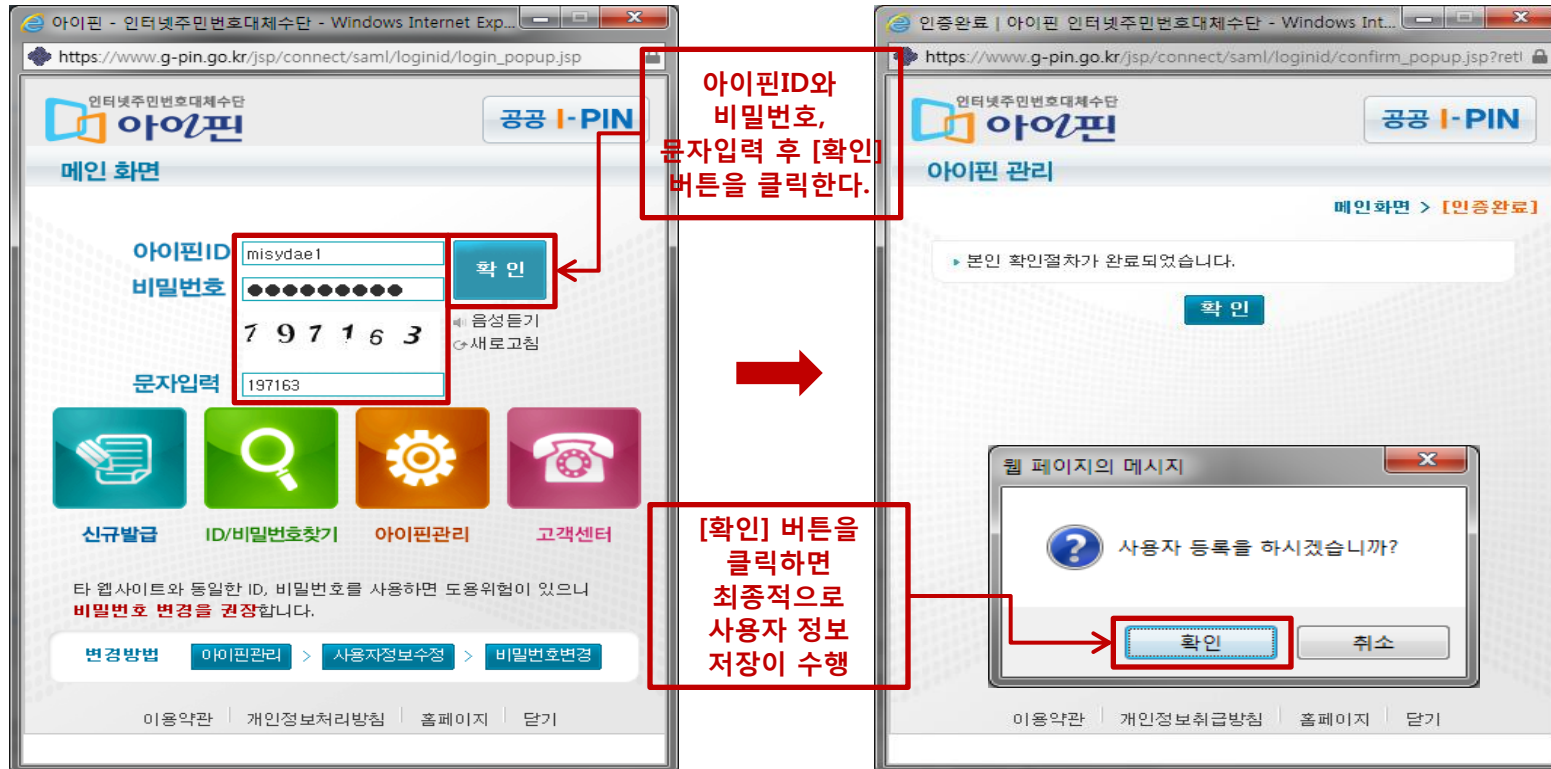 아이핀 - 인터넷주민번호대체수단 - Windows Internet Exp...
https://www.g-pin.go.kr/jsp/connect/saml/loginid/login_popup.jsp
인터넷주민번호대체수단
아이핀
공공 I-PIN
메인 화면
아이핀ID
misydae1
비밀번호
확 인
797163
음성듣기
새로고침
문자입력
197163
신규발급
ID/비밀번호찾기
아이핀관리
고객센터
타 웹사이트와 동일한 ID, 비밀번호를 사용하면 도용위험이 있으니
비밀번호 변경을 권장합니다.
변경방법 아이핀관리 > 사용자정보수정 > 비밀번호변경
이용약관 개인정보처리방침 홈페이지 닫기
아이핀ID와
비밀번호,
문자입력 후 [확인]
버튼을 클릭한다.
[확인] 버튼을
클릭하면
최종적으로
사용자 정보
저장이 수행
인증완료 | 아이핀 인터넷주민번호대체수단 - Windows Int...
https://www.g-pin.go.kr/jsp/connect/saml/loginid/confirm_popup.jsp?retl
인터넷주민번호대체수단
아이핀
공공 I-PIN
아이핀 관리
메인화면 > [인증완료]
본인 확인절차가 완료되었습니다.
확 인
웹 페이지의 메시지
사용자 등록을 하시겠습니까?
확인
취소
이용약관 개인정보취급방침 홈페이지 닫기